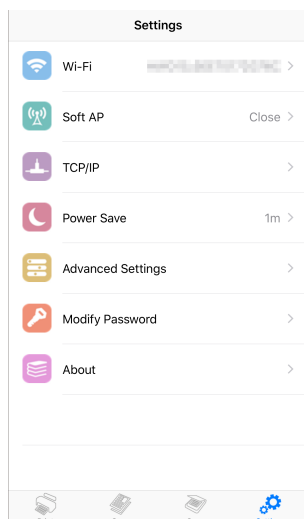 Settings
Wi-Fi
Soft AP Close
TCP/IP
Power Save 1m
Advanced Settings
Modify Password
About